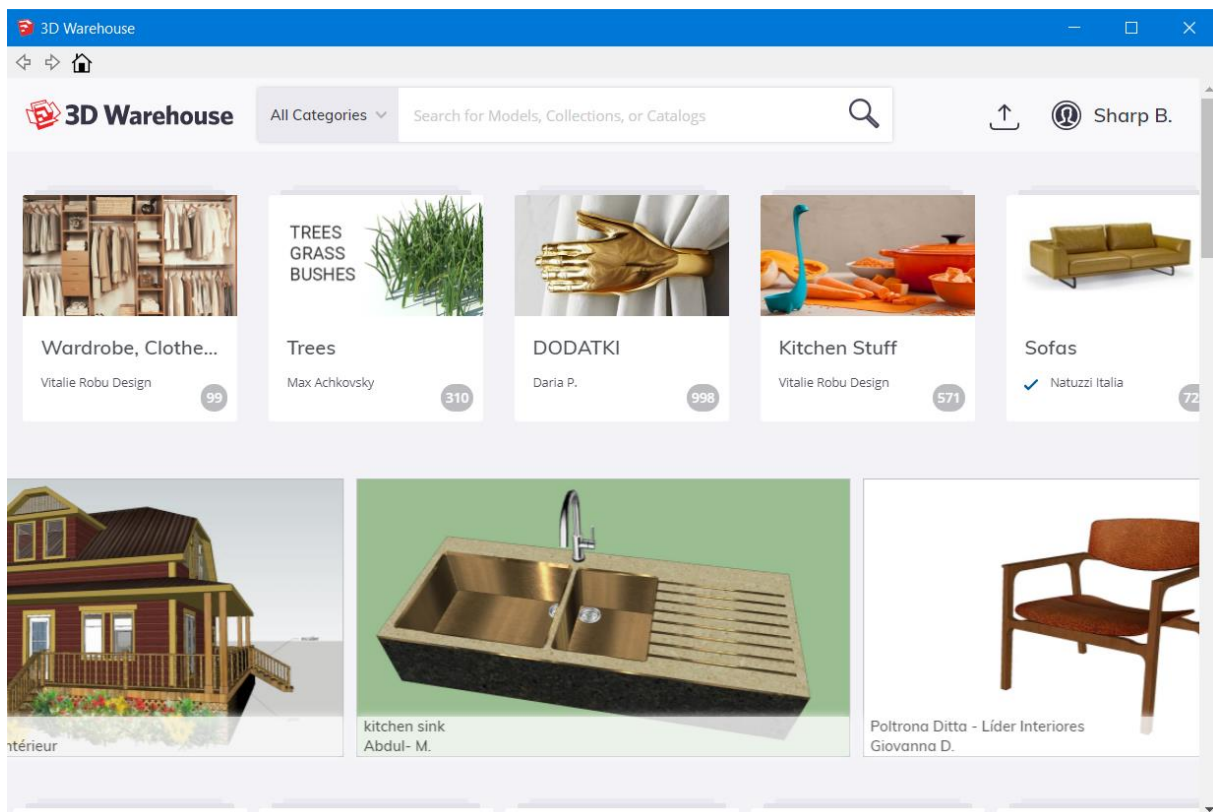 3D Warehouse
3D Warehouse
All Categories
Search for Models, Collections, or Catalogs
Sharp B.
TREES
GRASS
BUSHES
Wardrobe, Clothe...
Trees
DODATKI
Kitchen Stuff
Sofas
Vitalie Robu Design
Max Achkovsky
Daria P.
Vitalie Robu Design
Natuzzi Italia
99
310
998
571
72
ntérieur
kitchen sink
Abdul- M.
Poltrona Ditta - Líder Interiores
Giovanna D.